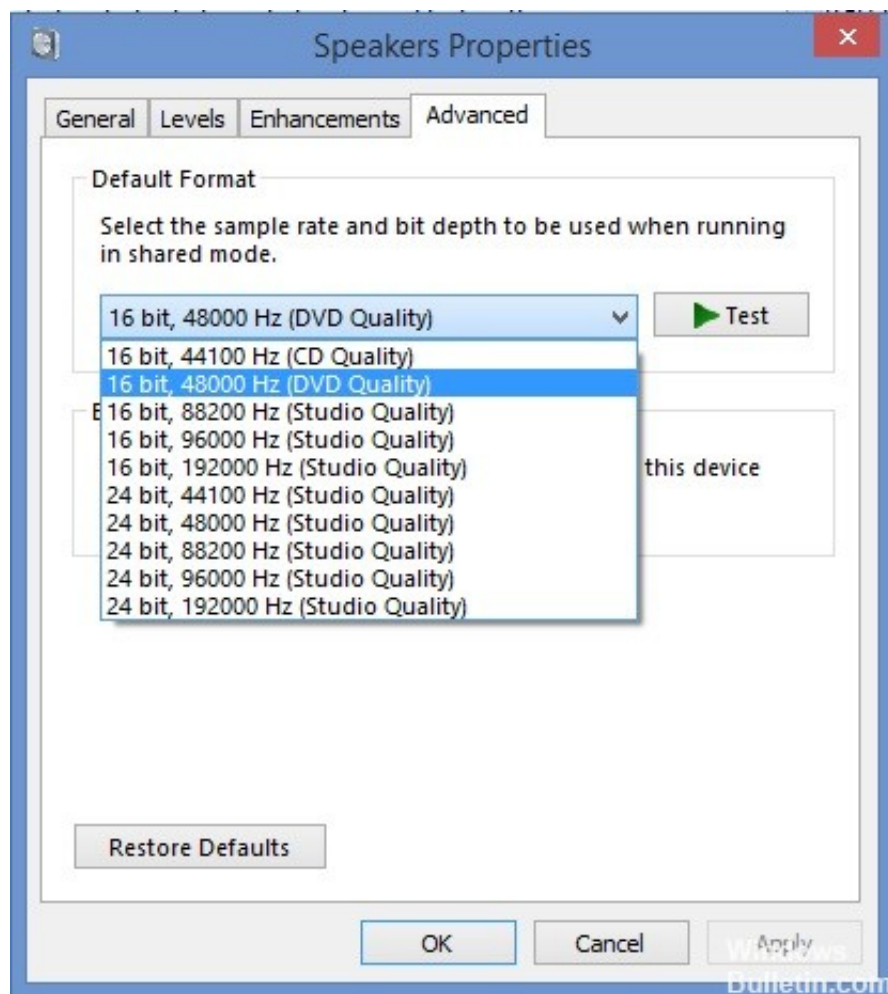 Speakers Properties
General Levels Enhancements Advanced
Default Format
Select the sample rate and bit depth to be used when running
in shared mode.
16 bit, 48000 Hz (DVD Quality)
Test
16 bit, 44100 Hz (CD Quality)
16 bit, 48000 Hz (DVD Quality)
16 bit, 88200 Hz (Studio Quality)
16 bit, 96000 Hz (Studio Quality)
16 bit, 192000 Hz (Studio Quality)
this device
24 bit, 44100 Hz (Studio Quality)
24 bit, 48000 Hz (Studio Quality)
24 bit, 88200 Hz (Studio Quality)
24 bit, 96000 Hz (Studio Quality)
24 bit, 192000 Hz (Studio Quality)
Restore Defaults
OK Cancel Apply
Windows
Bulletin.com